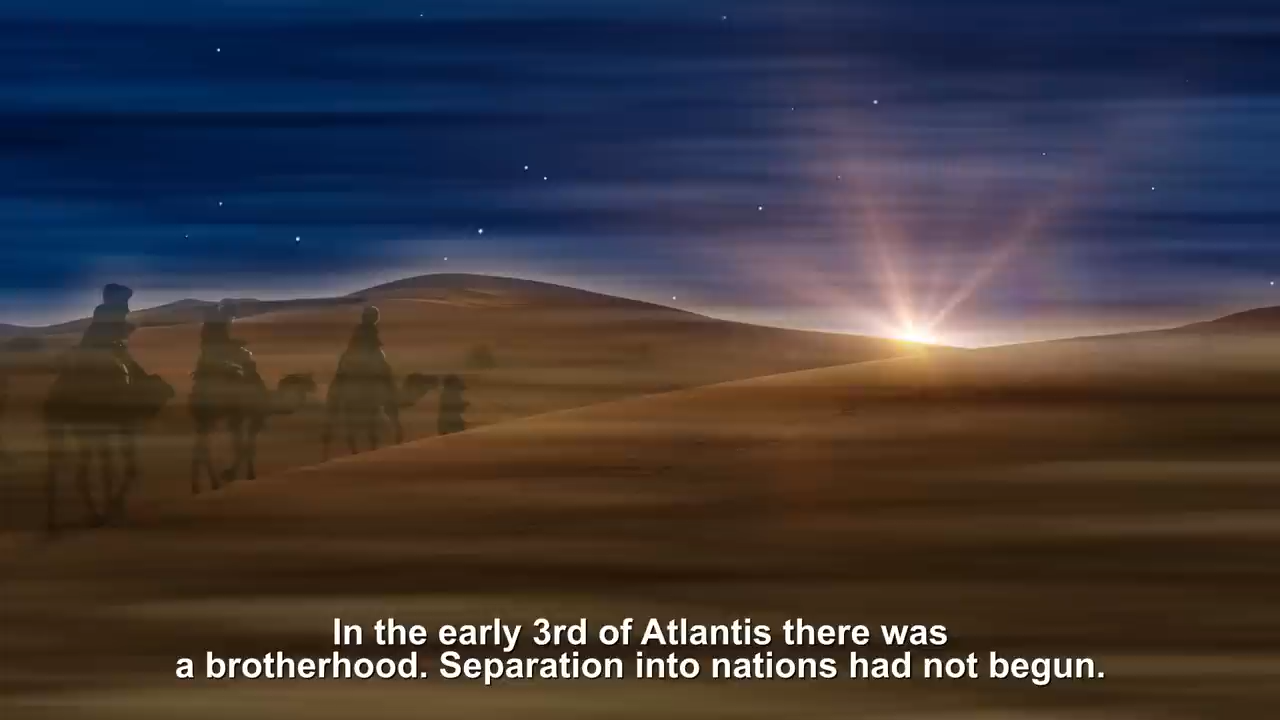 In the early 3rd of Atlantis there was
a brotherhood. Separation into nations had not begun.